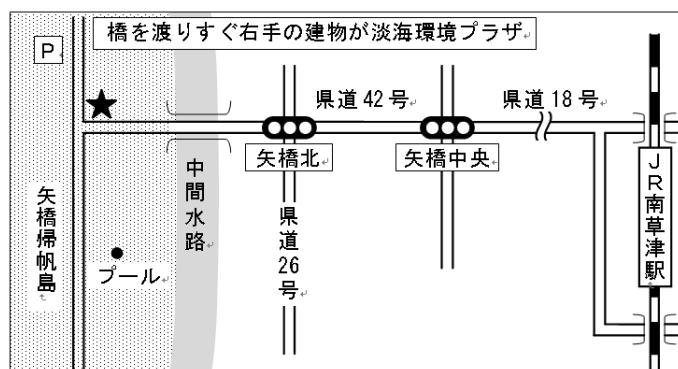 橋を渡りすぐ右手の建物が淡海環境プラザ
P
県道42号
県道18号
矢橋北
矢橋中央
中間水路
県道26号
JR南草津駅
矢橋帰帆島
プール